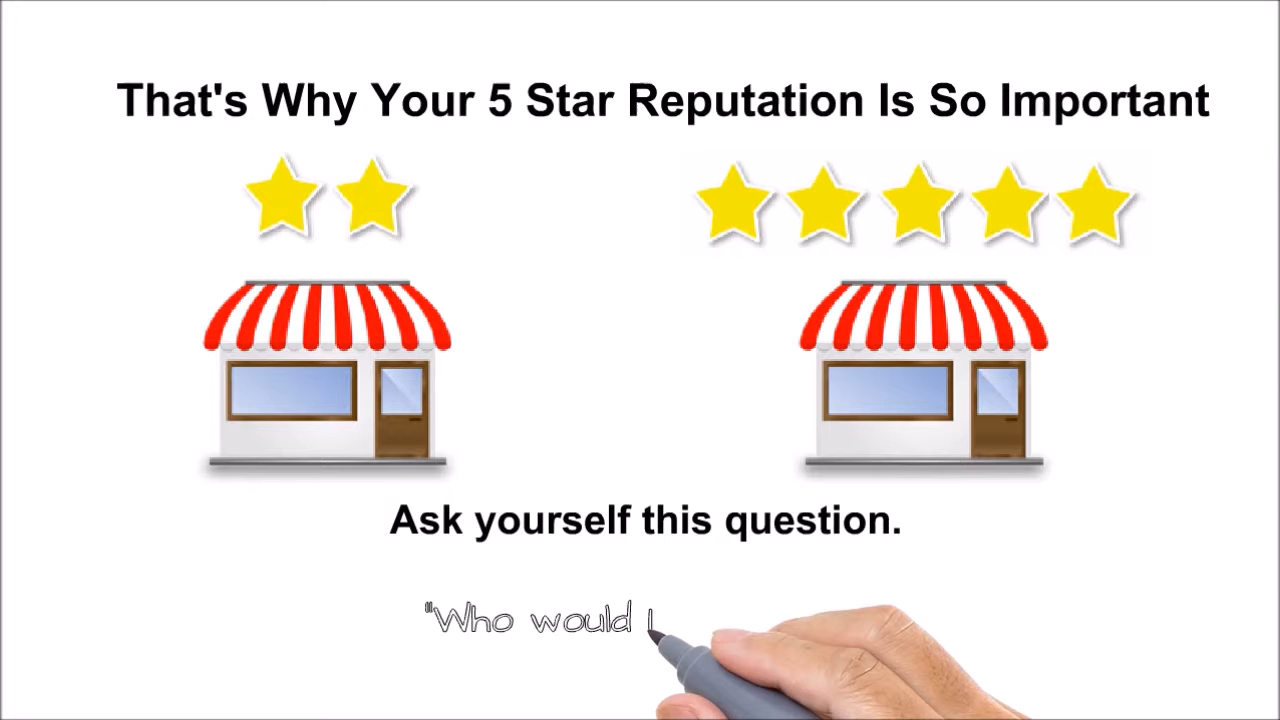 That's Why Your 5 Star Reputation Is So Important
Ask yourself this question.
"Who would I